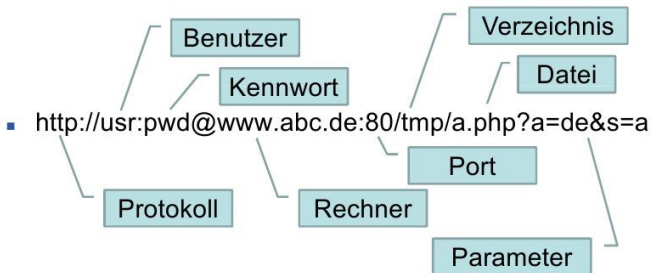 Benutzer
Verzeichnis
Kennwort
Datei
▪ http://usr:pwd@www.abc.de:80/tmp/a.php?a=de&s=a
Port
Protokoll
Rechner
Parameter